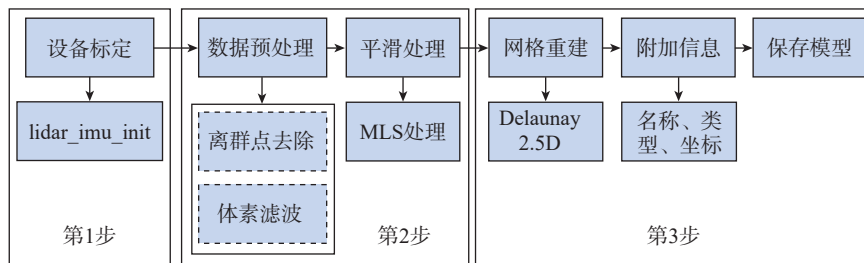 设备标定
数据预处理
平滑处理
网格重建
附加信息
保存模型
lidar_imu_init
离群点去除
体素滤波
MLS处理
Delaunay
2.5D
名称、类
型、坐标
第1步
第2步
第3步